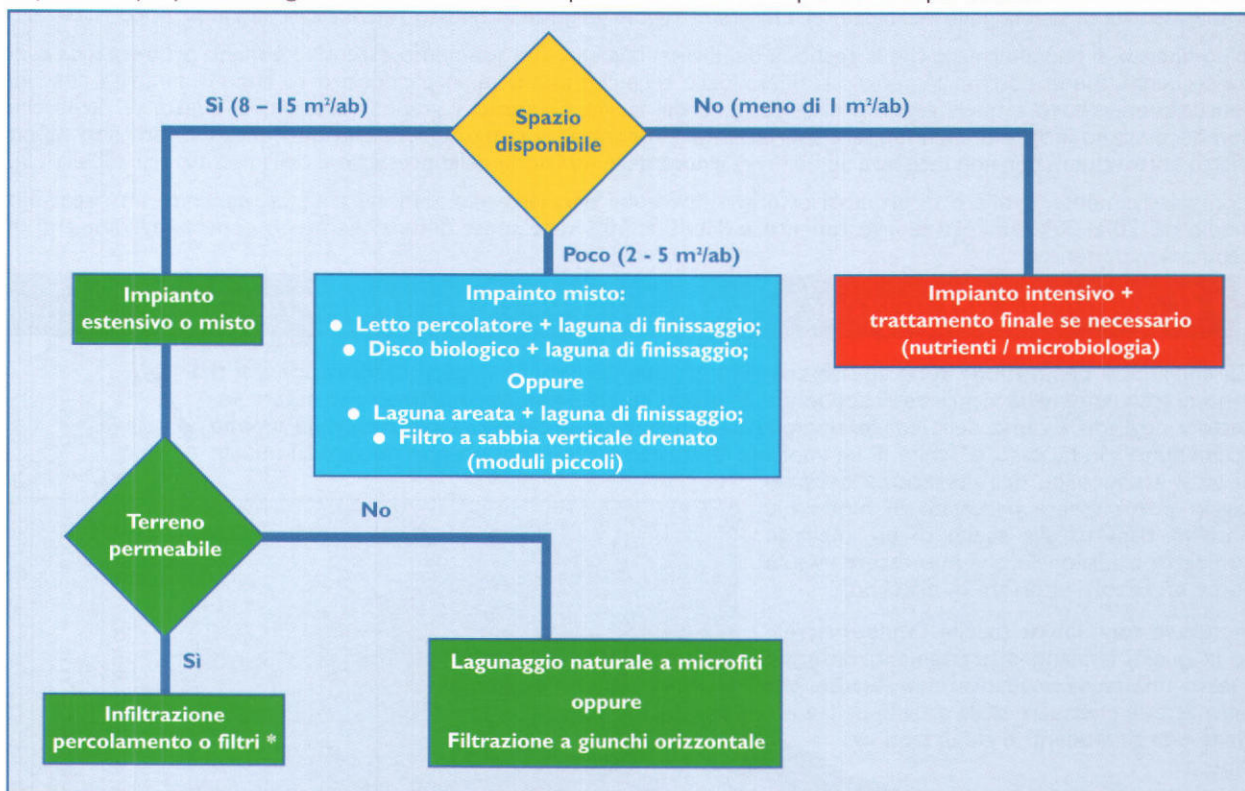 Sì (8 – 15 m²/ab)
Spazio
disponibile
No (meno di 1 m²/ab)
Poco (2 - 5 m²/ab)
Impianto
estensivo o misto
Impainto misto:
● Letto percolatore + laguna di finissaggio;
● Disco biologico + laguna di finissaggio;
Oppure
● Laguna areata + laguna di finissaggio;
● Filtro a sabbia verticale drenato
(moduli piccoli)
Impianto intensivo +
trattamento finale se necessario
(nutrienti / microbiologia)
Terreno
permeabile
No
Sì
Infiltrazione
percolamento o filtri *
Lagunaggio naturale a microfiti
oppure
Filtrazione a giunchi orizzontale